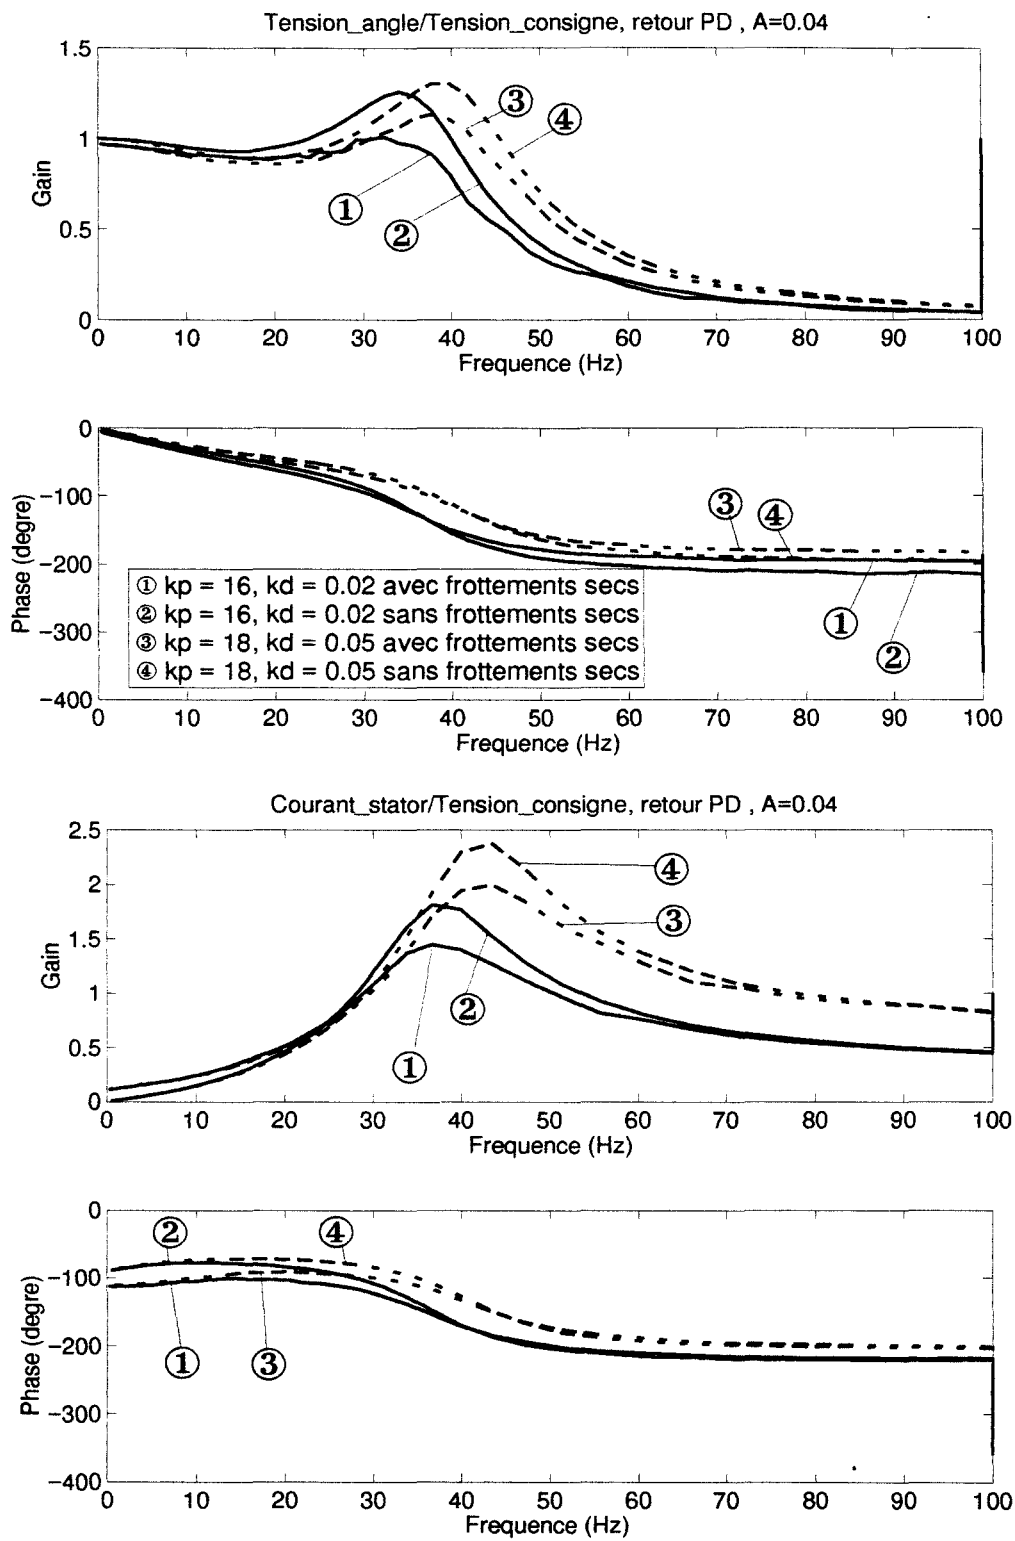 Tension_angle/Tension_consigne, retour PD , A=0.04
1.5
1
0.5
0
Gain
③
④
①
②
0 10 20 30 40 50 60 70 80 90 100
Frequence (Hz)
0
−100
−200
−300
−400
Phase (degre)
③ ④
① kp = 16, kd = 0.02 avec frottements secs
② kp = 16, kd = 0.02 sans frottements secs
③ kp = 18, kd = 0.05 avec frottements secs
④ kp = 18, kd = 0.05 sans frottements secs
①
②
0 10 20 30 40 50 60 70 80 90 100
Frequence (Hz)
Courant_stator/Tension_consigne, retour PD , A=0.04
2.5
2
1.5
1
0.5
0
Gain
④
③
②
①
0 10 20 30 40 50 60 70 80 90 100
Frequence (Hz)
0
−100
−200
−300
−400
Phase (degre)
② ④
① ③
0 10 20 30 40 50 60 70 80 90 100
Frequence (Hz)